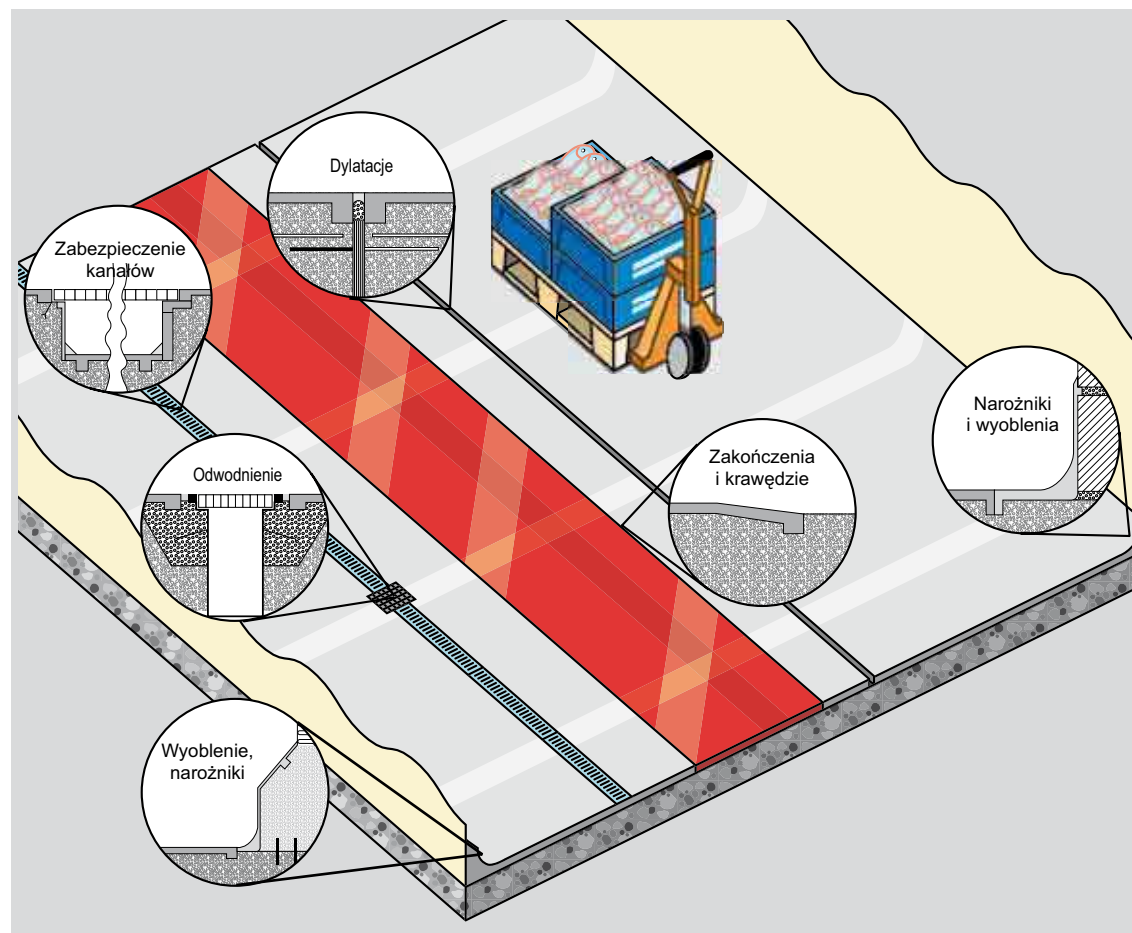 Dylatacje
Zabezpieczenie
kanałów
Narożniki
i wyoblenia
Zakończenia
i krawędzie
Odwodnienie
Wyoblenie,
narożniki